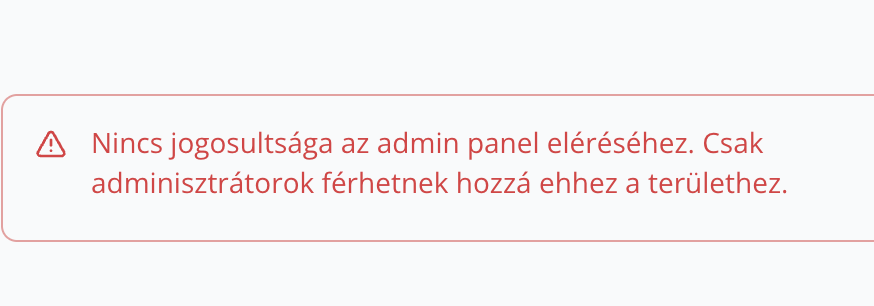 Nincs jogosultsága az admin panel eléréséhez. Csak
adminisztrátorok férhetnek hozzá ehhez a területhez.